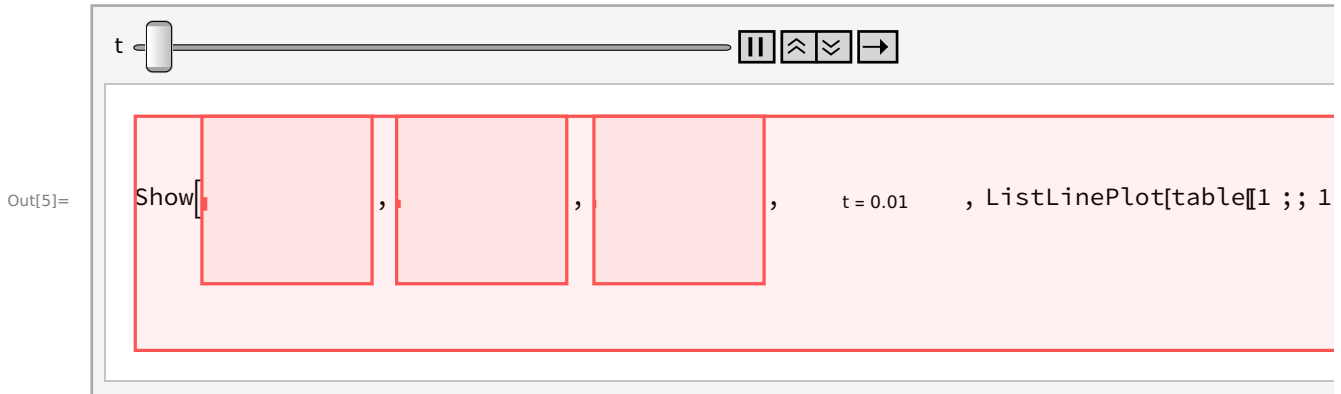 t
Out[5]= Show[ , , , t = 0.01 , ListLinePlot[table[[1 ;; 1